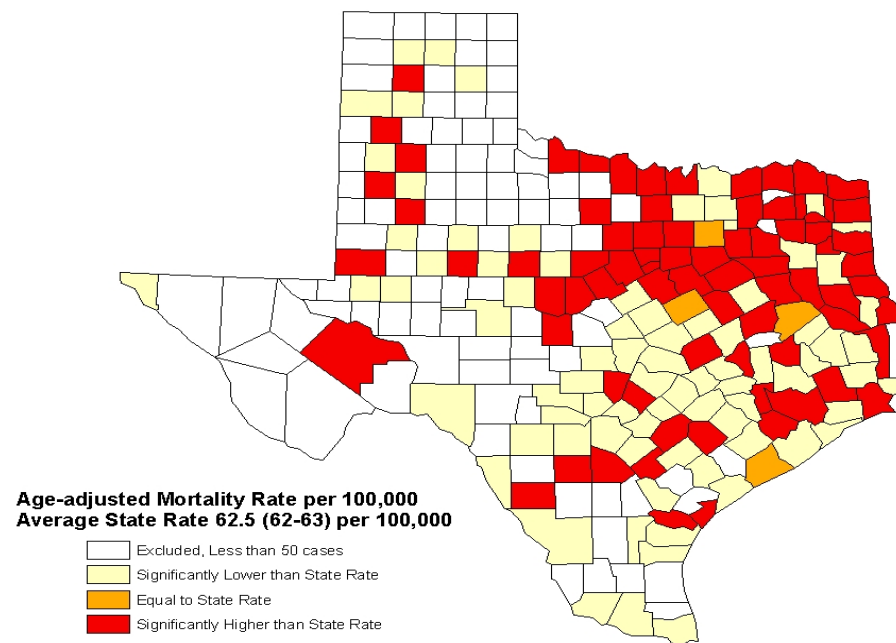 Age-adjusted Mortality Rate per 100,000
Average State Rate 62.5 (62-63) per 100,000
Excluded, Less than 50 cases
Significantly Lower than State Rate
Equal to State Rate
Significantly Higher than State Rate